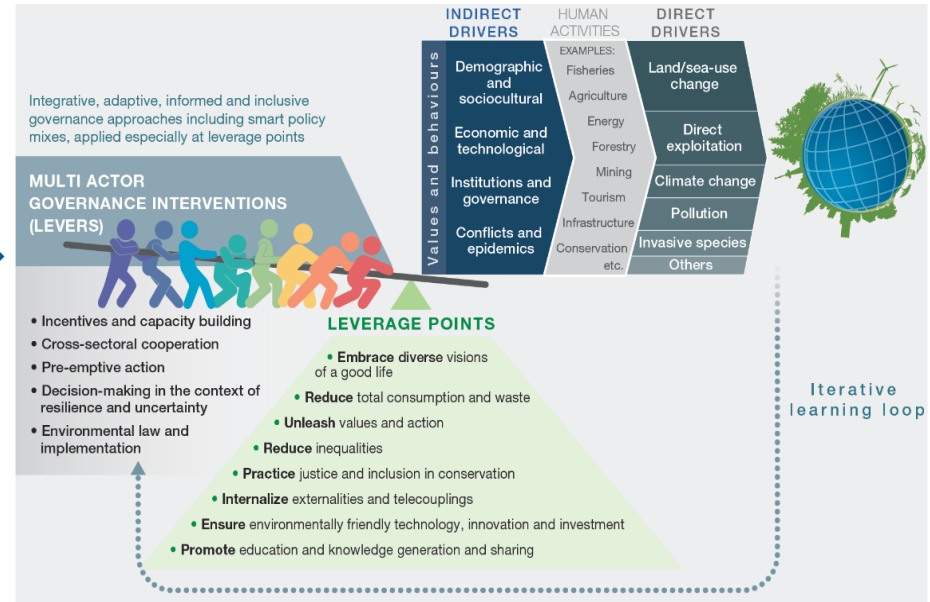 Integrative, adaptive, informed and inclusive
governance approaches including smart policy
mixes, applied especially at leverage points
MULTI ACTOR
GOVERNANCE INTERVENTIONS
(LEVERS)
• Incentives and capacity building
• Cross-sectoral cooperation
• Pre-emptive action
• Decision-making in the context of
resilience and uncertainty
• Environmental law and
implementation
INDIRECT
DRIVERS
Values and behaviours
Demographic
and
sociocultural
Economic and
technological
Institutions and
governance
Conflicts and
epidemics
HUMAN
ACTIVITIES
EXAMPLES:
Fisheries
Agriculture
Energy
Forestry
Mining
Tourism
Infrastructure
Conservation
etc.
DIRECT
DRIVERS
Land/sea-use
change
Direct
exploitation
Climate change
Pollution
Invasive species
Others
LEVERAGE POINTS
• Embrace diverse visions
of a good life
• Reduce total consumption and waste
• Unleash values and action
• Reduce inequalities
• Practice justice and inclusion in conservation
• Internalize externalities and telecouplings
• Ensure environmentally friendly technology, innovation and investment
• Promote education and knowledge generation and sharing
Iterative
learning loop